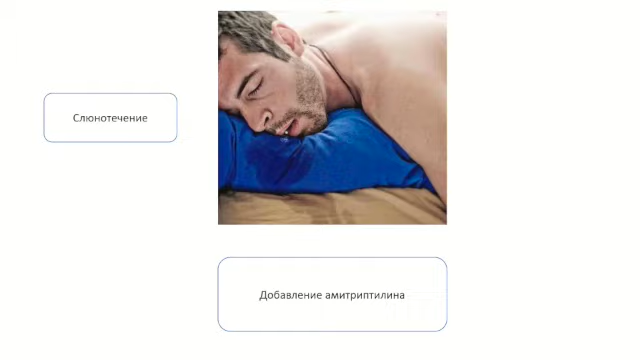 Слюнотечение
Добавление амитриптилина